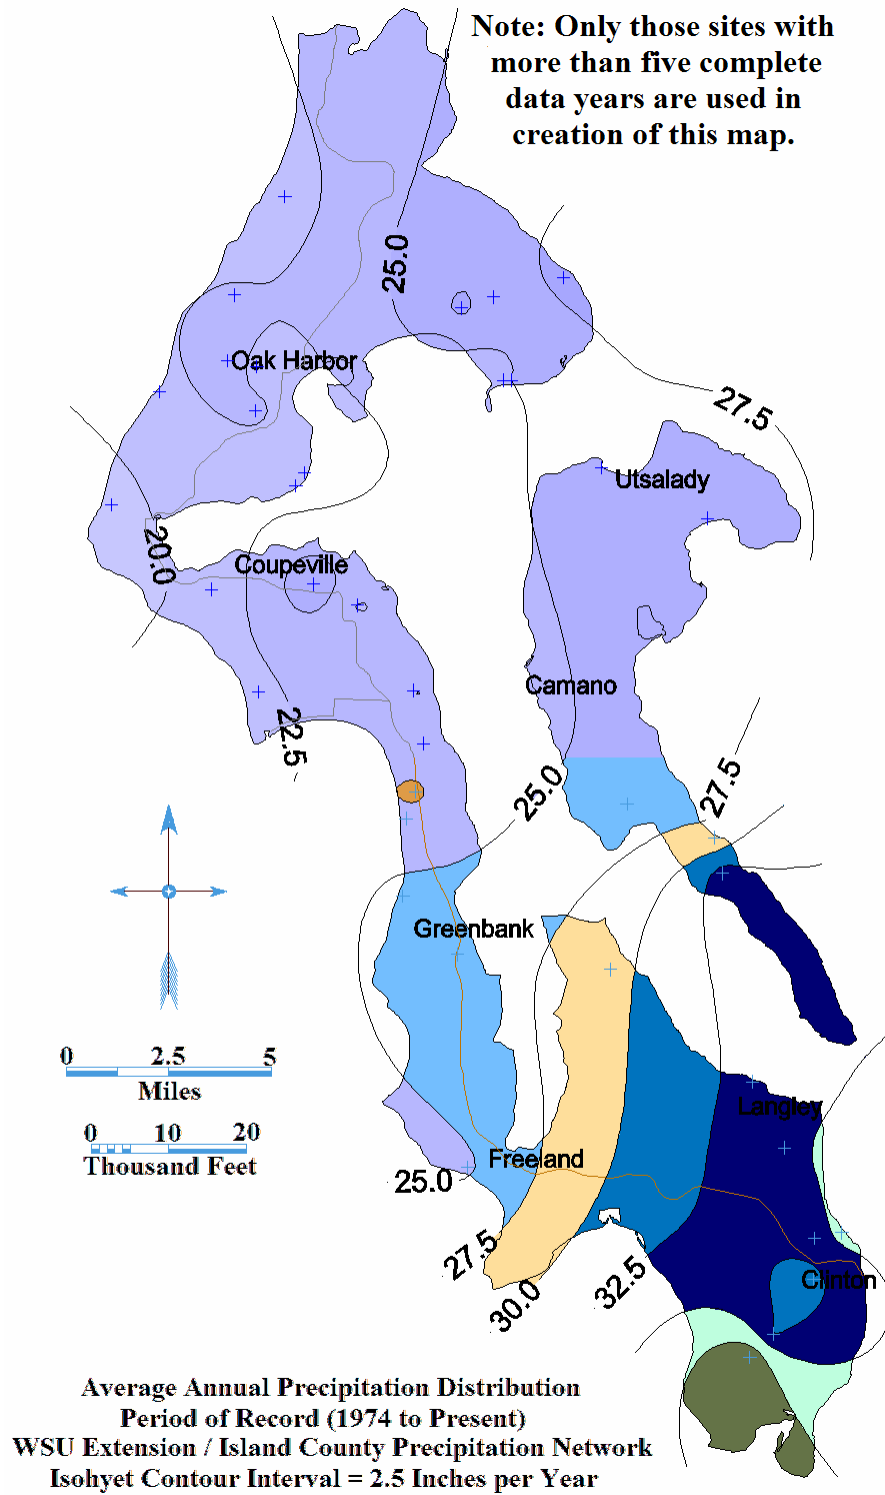 Note: Only those sites with
more than five complete
data years are used in
creation of this map.
25.0
Oak Harbor
27.5
Utsalady
20.0
Coupeville
Camano
22.5
25.0
27.5
Greenbank
0 2.5 5
Miles
Langley
0 10 20
Thousand Feet
Freeland
25.0
27.5
30.0
32.5
Clinton
Average Annual Precipitation Distribution
Period of Record (1974 to Present)
WSU Extension / Island County Precipitation Network
Isohyet Contour Interval = 2.5 Inches per Year